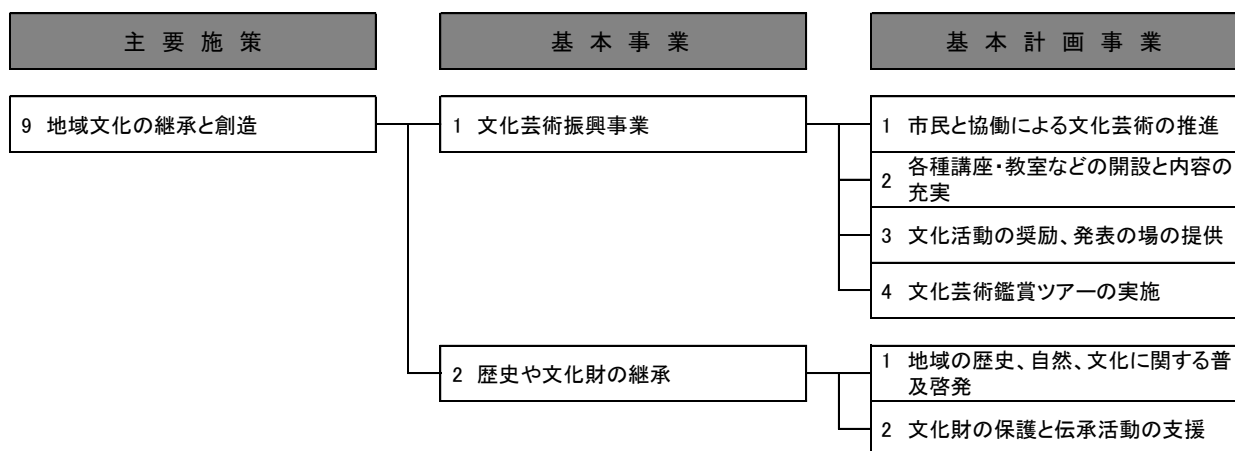 主要施策
基本事業
基本計画事業
9 地域文化の継承と創造
1 文化芸術振興事業
1 市民と協働による文化芸術の推進
2 各種講座・教室などの開設と内容の
充実
3 文化活動の奨励、発表の場の提供
4 文化芸術鑑賞ツアーの実施
2 歴史や文化財の継承
1 地域の歴史、自然、文化に関する普
及啓発
2 文化財の保護と伝承活動の支援